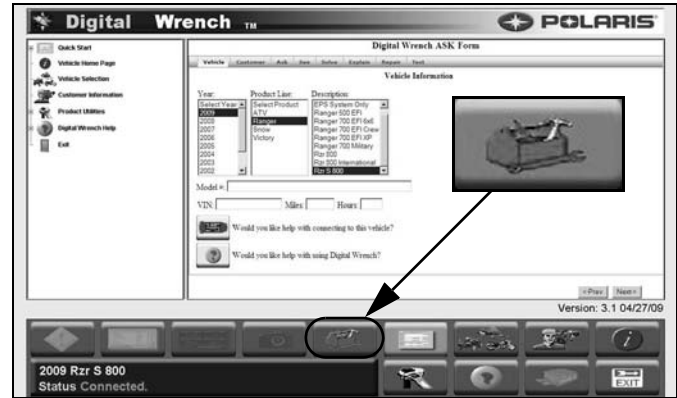 Digital Wrench TM
POLARIS
Quick Start
Vehicle Home Page
Vehicle Selection
Customer Information
Product Utilities
Digital Wrench Help
Exit
Digital Wrench ASK Form
Vehicle Customer Ask See Solve Explain Repair Test
Vehicle Information
Year: Product Line: Description:
Select Year Select Product EPS System Only
2009 ATV Ranger 500 EFI
2008 Ranger Ranger 700 EFI 6x6
2007 Snow Ranger 700 EFI Crew
2006 Victory Ranger 700 EFI XP
2005 Ranger 700 Military
2004 Rzr 800
2003 Rzr 800 International
2002 Rzr S 800
Model #:
VIN: Miles: Hours:
Would you like help with connecting to this vehicle?
Would you like help with using Digital Wrench?
< Prev Next >
Version: 3.1 04/27/09
2009 Rzr S 800
Status Connected.
EXIT